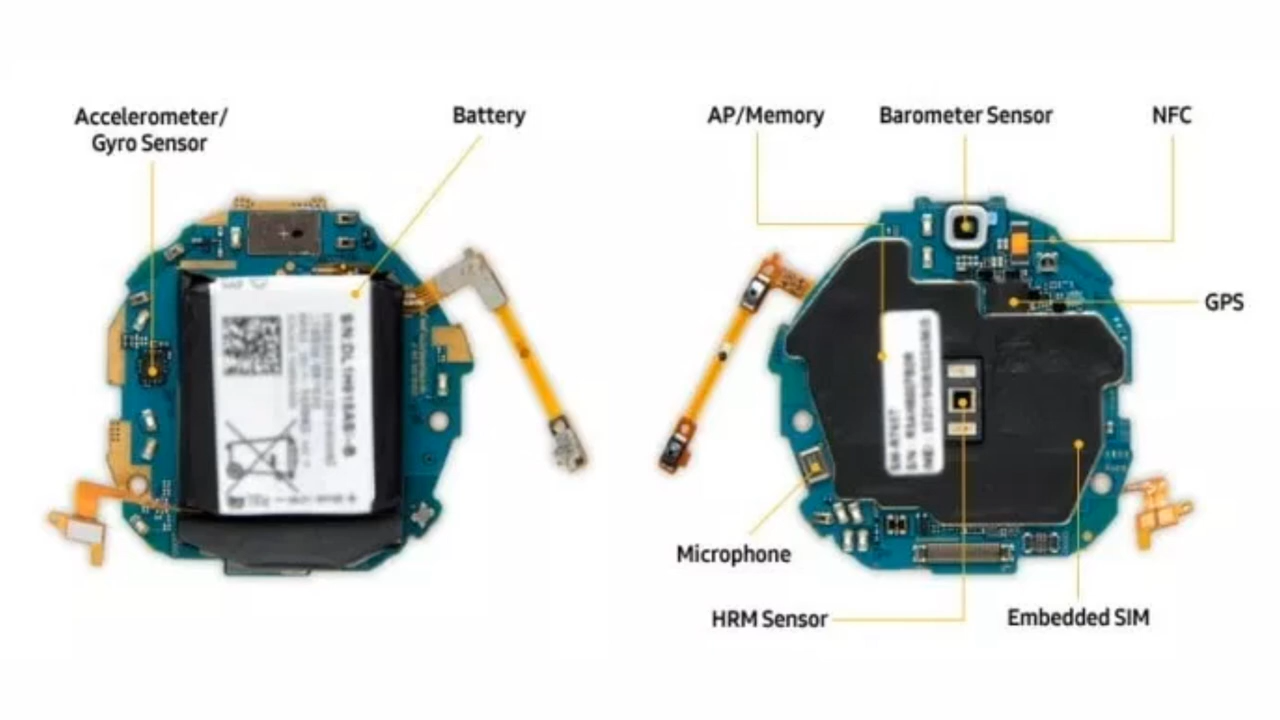 Accelerometer/
Gyro Sensor
Battery
AP/Memory
Barometer Sensor
NFC
GPS
Microphone
HRM Sensor
Embedded SIM